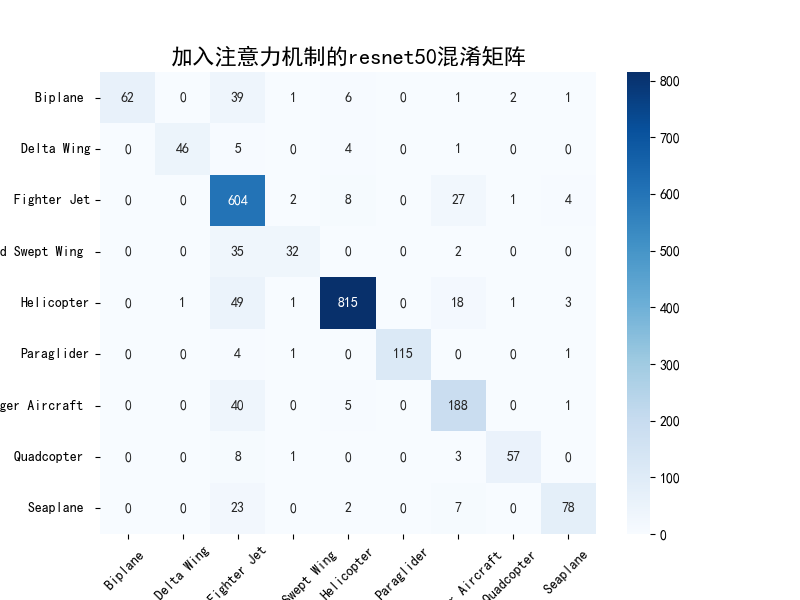 加入注意力机制的resnet50混淆矩阵
Biplane 62 0 39 1 6 0 1 2 1
Delta Wing 0 46 5 0 4 0 1 0 0
Fighter Jet 0 0 604 2 8 0 27 1 4
d Swept Wing 0 0 35 32 0 0 2 0 0
Helicopter 0 1 49 1 815 0 18 1 3
Paraglider 0 0 4 1 0 115 0 0 1
ger Aircraft 0 0 40 0 5 0 188 0 1
Quadcopter 0 0 8 1 0 0 3 57 0
Seaplane 0 0 23 0 2 0 7 0 78
Biplane
Delta Wing
Fighter Jet
Swept Wing
Helicopter
Paraglider
r Aircraft
Quadcopter
Seaplane
800
700
600
500
400
300
200
100
0